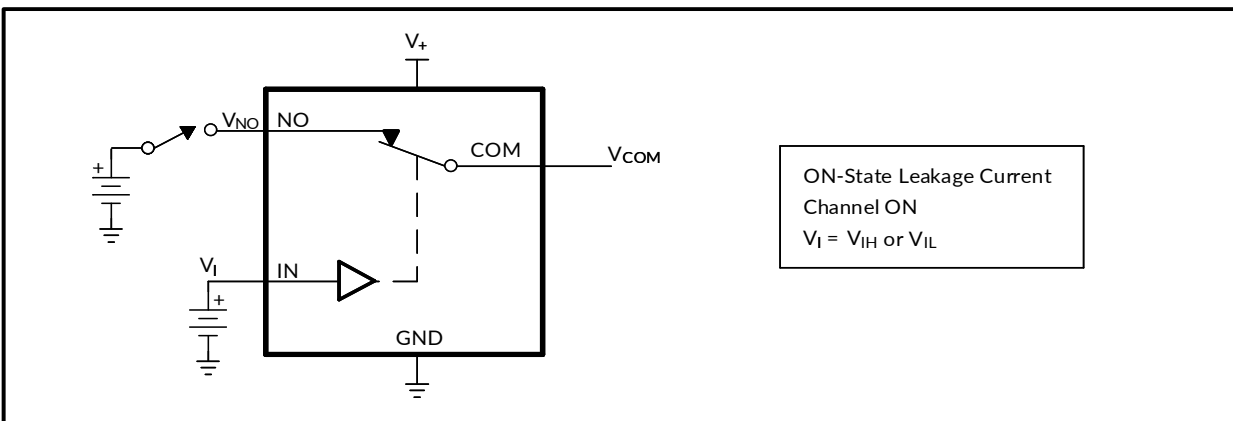 V+
VNO NO
COM
VCOM
+
VI
IN
+
GND
ON-State Leakage Current
Channel ON
VI = VIH or VIL